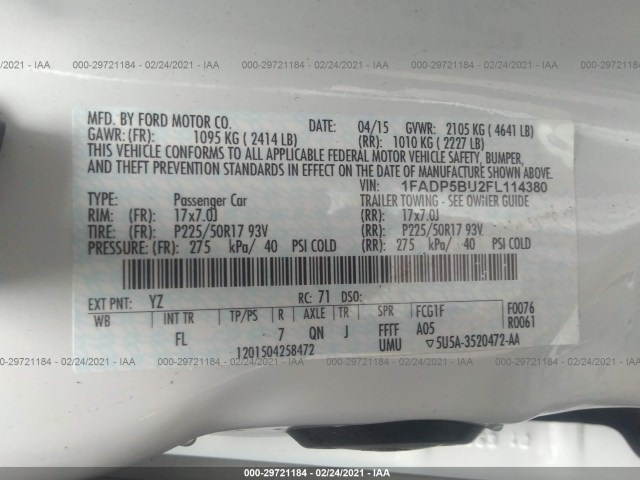 000-29721184 - 02/24/2021 - IAA
MFD. BY FORD MOTOR CO. DATE: 04/15 GVWR: 2105 KG ( 4641 LB)
GAWR: (FR): 1095 KG ( 2414 LB) (RR): 1010 KG ( 2227 LB)
THIS VEHICLE CONFORMS TO ALL APPLICABLE FEDERAL MOTOR VEHICLE SAFETY, BUMPER,
AND THEFT PREVENTION STANDARDS IN EFFECT ON THE DATE OF MANUFACTURE SHOWN ABOVE.
VIN: 1FADP5BU2FL114380
TYPE: Passenger Car TRAILER TOWING - SEE OWNER GUIDE
RIM: (FR): 17x7.0J (RR): 17x7.0J
TIRE: (FR): P225/50R17 93V (RR): P225/50R17 93V
PRESSURE: (FR): 275 kPa/ 40 PSI COLD (RR): 275 kPa/ 40 PSI COLD
EXT PNT: YZ RC: 71 DSO:
WB INT TR TP/PS R AXLE TR SPR FCG1F F0076
FL 7 QN J FFTF A05 R0061
1201504258472 UMU ▽5U5A-3520472-AA
000-29721184 - 02/24/2021 - IAA